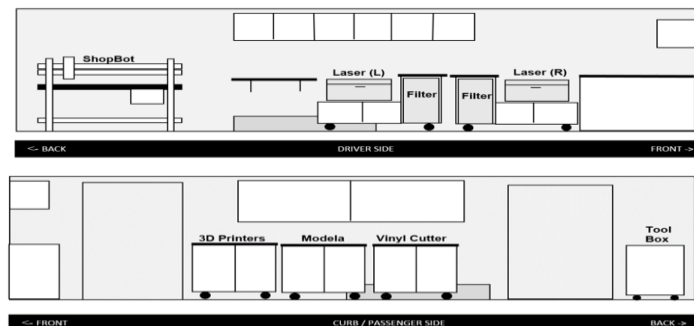 ShopBot
Laser (L)
Filter
Filter
Laser (R)
<- BACK
DRIVER SIDE
FRONT ->
3D Printers
Modela
Vinyl Cutter
Tool
Box
<- FRONT
CURB / PASSENGER SIDE
BACK ->